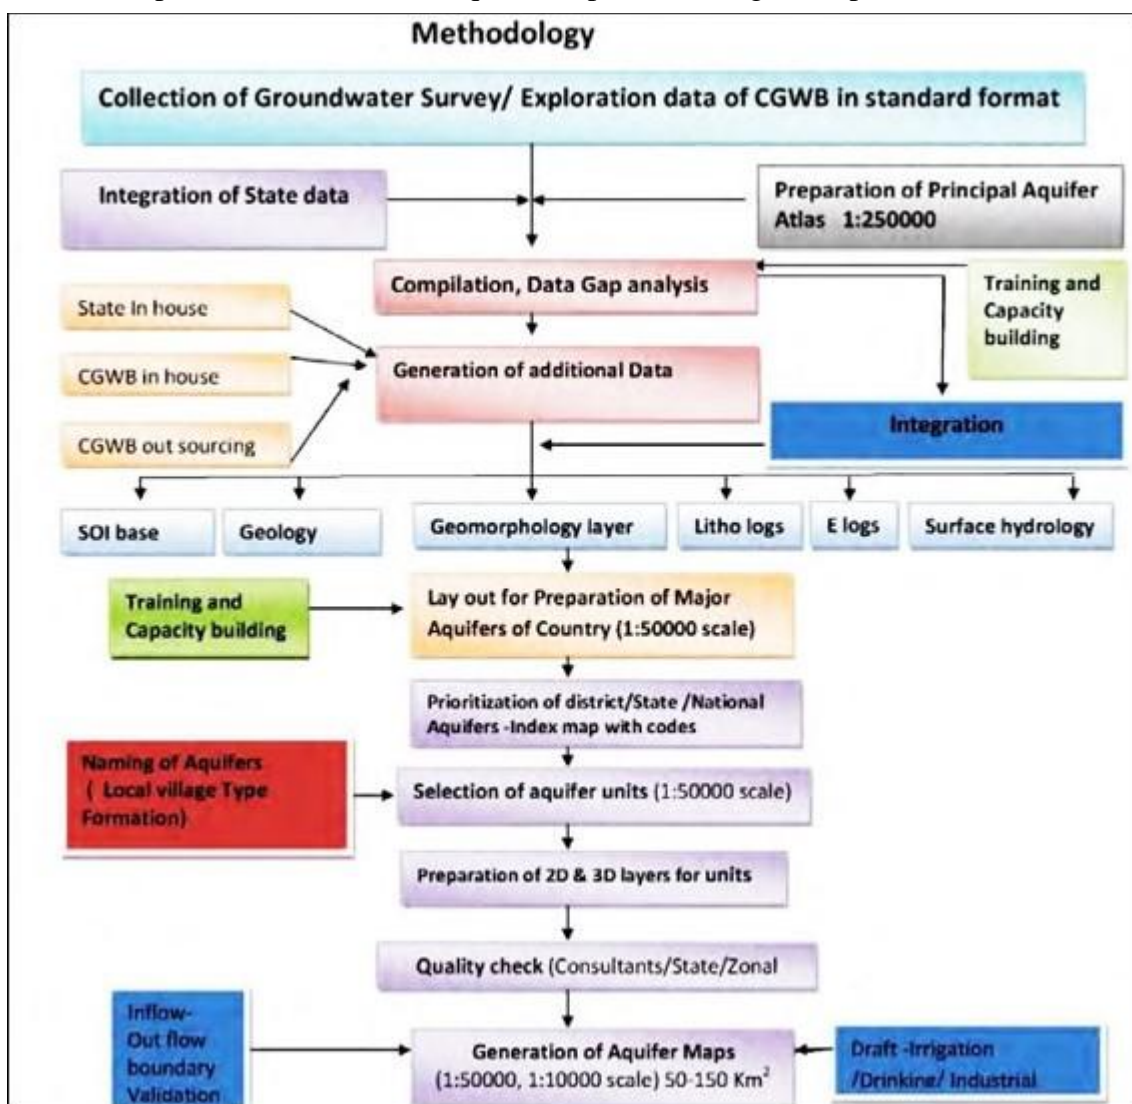 Methodology
Collection of Groundwater Survey/ Exploration data of CGWB in standard format
Integration of State data
Preparation of Principal Aquifer
Atlas 1:250000
Compilation, Data Gap analysis
Training and
Capacity
building
State In house
CGWB in house
CGWB out sourcing
Generation of additional Data
Integration
SOI base
Geology
Geomorphology layer
Litho logs
E logs
Surface hydrology
Training and
Capacity building
Lay out for Preparation of Major
Aquifers of Country (1:50000 scale)
Prioritization of district/State /National
Aquifers -Index map with codes
Naming of Aquifers
( Local village Type
Formation)
Selection of aquifer units (1:50000 scale)
Preparation of 2D & 3D layers for units
Quality check (Consultants/State/Zonal
Inflow-
Out flow
boundary
Validation
Generation of Aquifer Maps
(1:50000, 1:10000 scale) 50-150 Km²
Draft -Irrigation
/Drinking/ Industrial